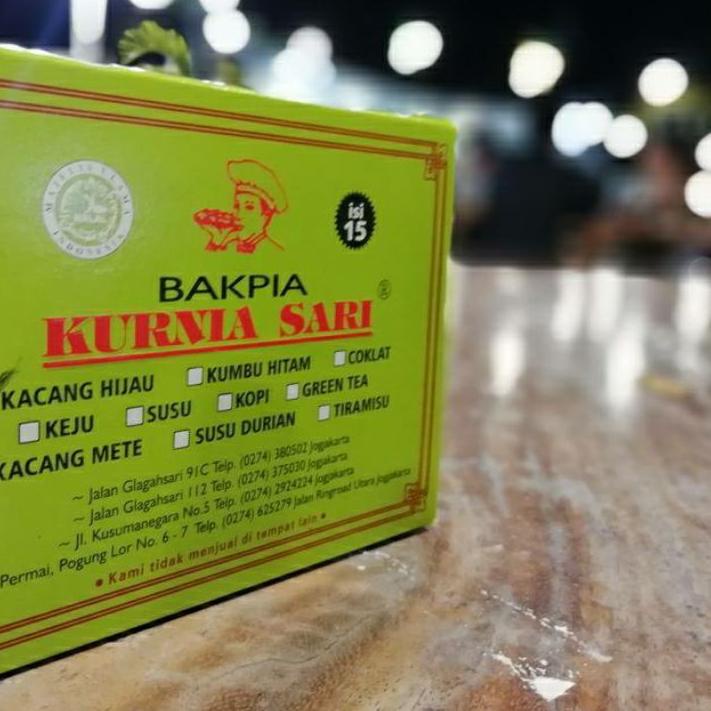 MAJELIS ULAMA
INDONESIA
isi
15
BAKPIA
KURNIA SARI
KACANG HIJAU KUMBU HITAM COKLAT
KEJU SUSU KOPI GREEN TEA
KACANG METE SUSU DURIAN TIRAMISU
~ Jalan Glagahsari 91C Telp. (0274) 380502 Jogjakarta
~ Jalan Glagahsari 112 Telp. (0274) 375030 Jogjakarta
~ Jl. Kusumanegara No.5 Telp. (0274) 2924224 Jogjakarta
Permai, Pogung Lor No. 6 - 7 Telp. (0274) 625279 Jalan Ringroad Utara Jogjakarta
• Kami tidak menjual di tempat lain •